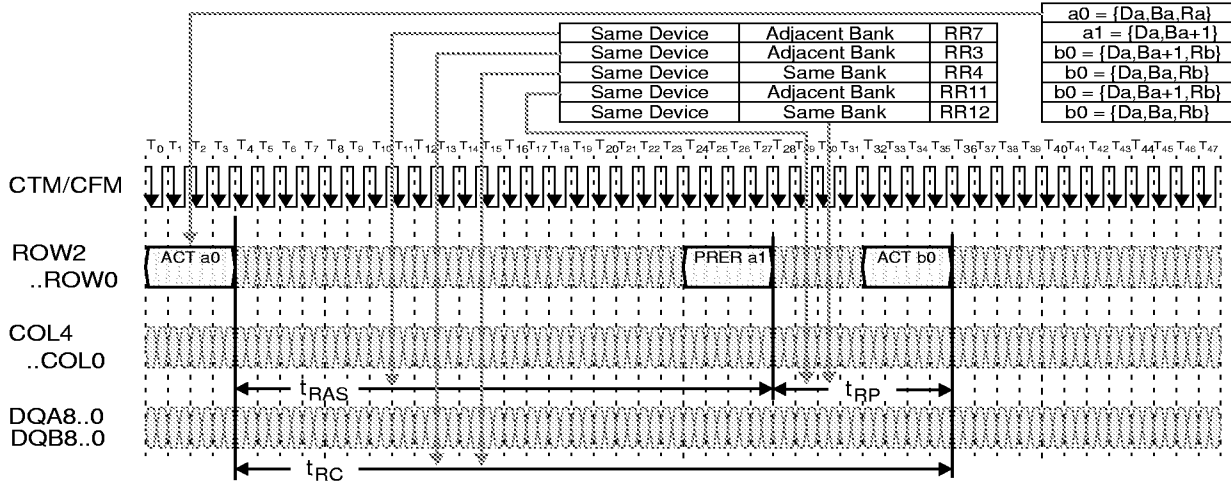 a0 = {Da,Ba,Ra}
Same Device Adjacent Bank RR7 a1 = {Da,Ba+1}
Same Device Adjacent Bank RR3 b0 = {Da,Ba+1,Rb}
Same Device Same Bank RR4 b0 = {Da,Ba,Rb}
Same Device Adjacent Bank RR11 b0 = {Da,Ba+1,Rb}
Same Device Same Bank RR12 b0 = {Da,Ba,Rb}
T0 T1 T2 T3 T4 T5 T6 T7 T8 T9 T10 T11 T12 T13 T14 T15 T16 T17 T18 T19 T20 T21 T22 T23 T24 T25 T26 T27 T28 T31 T32 T33 T34 T35 T36 T37 T38 T39 T40 T41 T42 T43 T44 T45 T46 T47
CTM/CFM
ROW2
..ROW0
ACT a0 PRER a1 ACT b0
COL4
..COL0
tRAS tRP
DQA8..0
DQB8..0
tRC